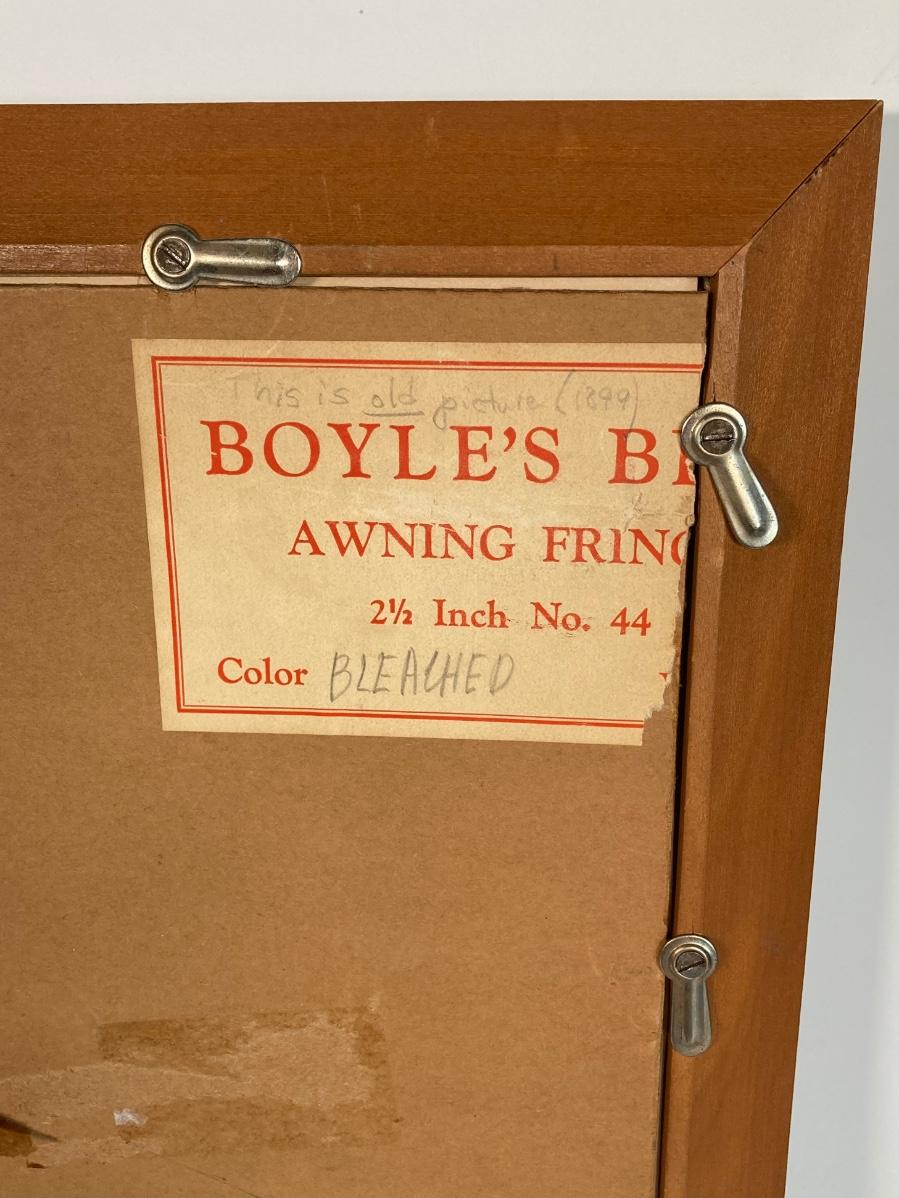 This is old picture (1899)
BOYLE'S B
AWNING FRING
2½ Inch No. 44
Color BLEACHED